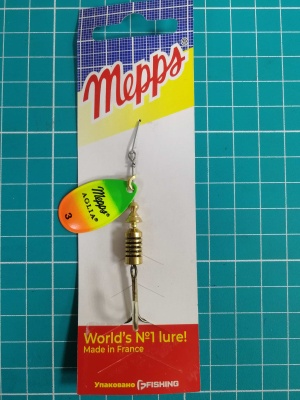 Mepps®
Mepps®
AGLIA®
3
World's №1 lure!
Made in France
Упаковано FISHING